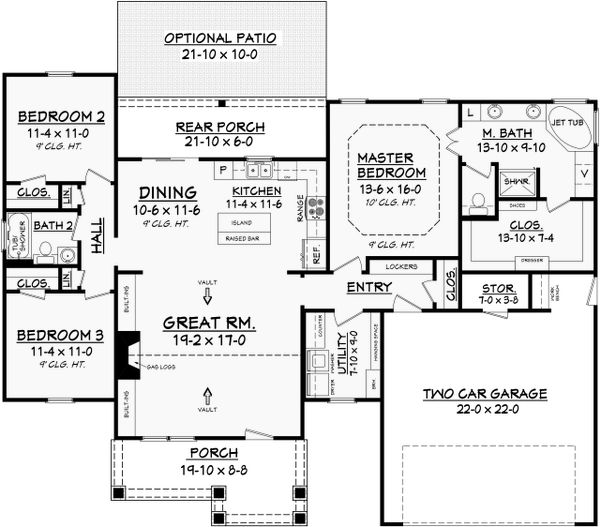 OPTIONAL PATIO
21-10 x 10-0
REAR PORCH
21-10 x 6-0
BEDROOM 2
11-4 x 11-0
9' CLG. HT.
CLOS.
LIN.
TUB/
SHOWER
BATH 2
HALL
LIN.
CLOS.
BEDROOM 3
11-4 x 11-0
9' CLG. HT.
DINING
10-6 x 11-6
9' CLG. HT.
P
KITCHEN
11-4 x 11-6
ISLAND
RAISED BAR
RANGE
REF.
MASTER
BEDROOM
13-6 x 16-0
10' CLG. HT.
9' CLG. HT.
L
M. BATH
13-10 x 9-10
JET TUB
SHWR.
V
SHOES
CLOS.
13-10 x 7-4
DRESSER
LOCKERS
ENTRY
CLOS.
STOR.
7-0 x 3-8
WORK
BENCH
BUILT-INS
VAULT
GREAT RM.
19-2 x 17-0
GAS LOGS
VAULT
BUILT-INS
COUNTER
WASHER
DRYER
UTILITY
7-10 x 9-0
HANGING SPACE
BRM
TWO CAR GARAGE
22-0 x 22-0
PORCH
19-10 x 8-8